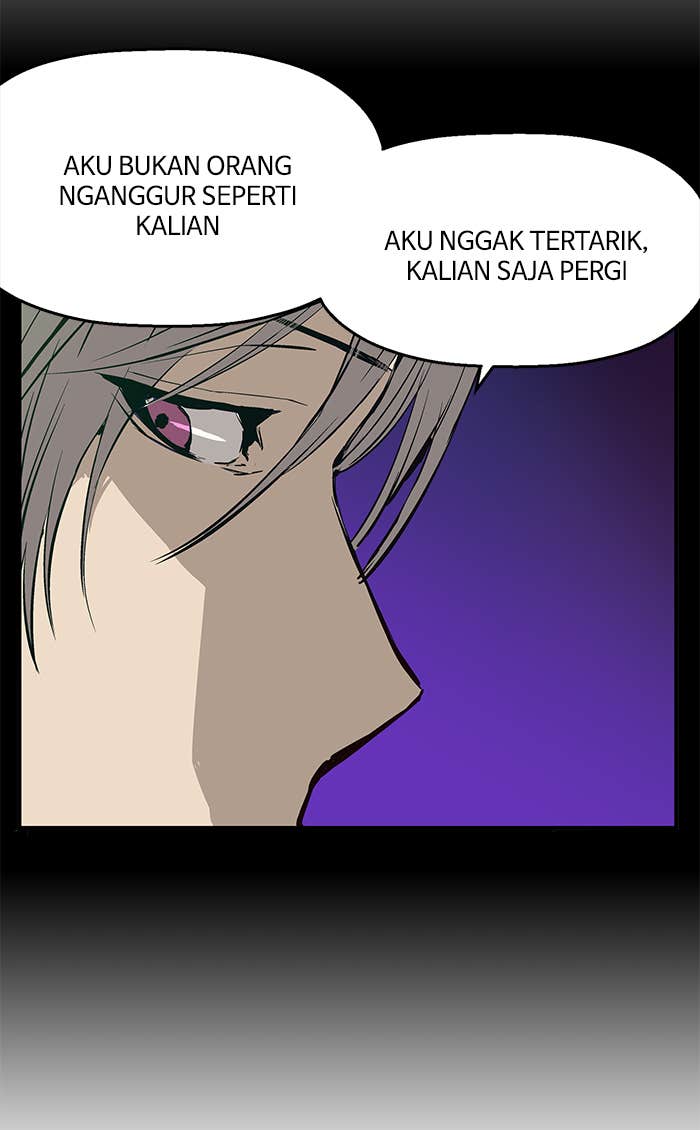 AKU BUKAN ORANG
NGANGGUR SEPERTI
KALIAN
AKU NGGAK TERTARIK,
KALIAN SAJA PERGI